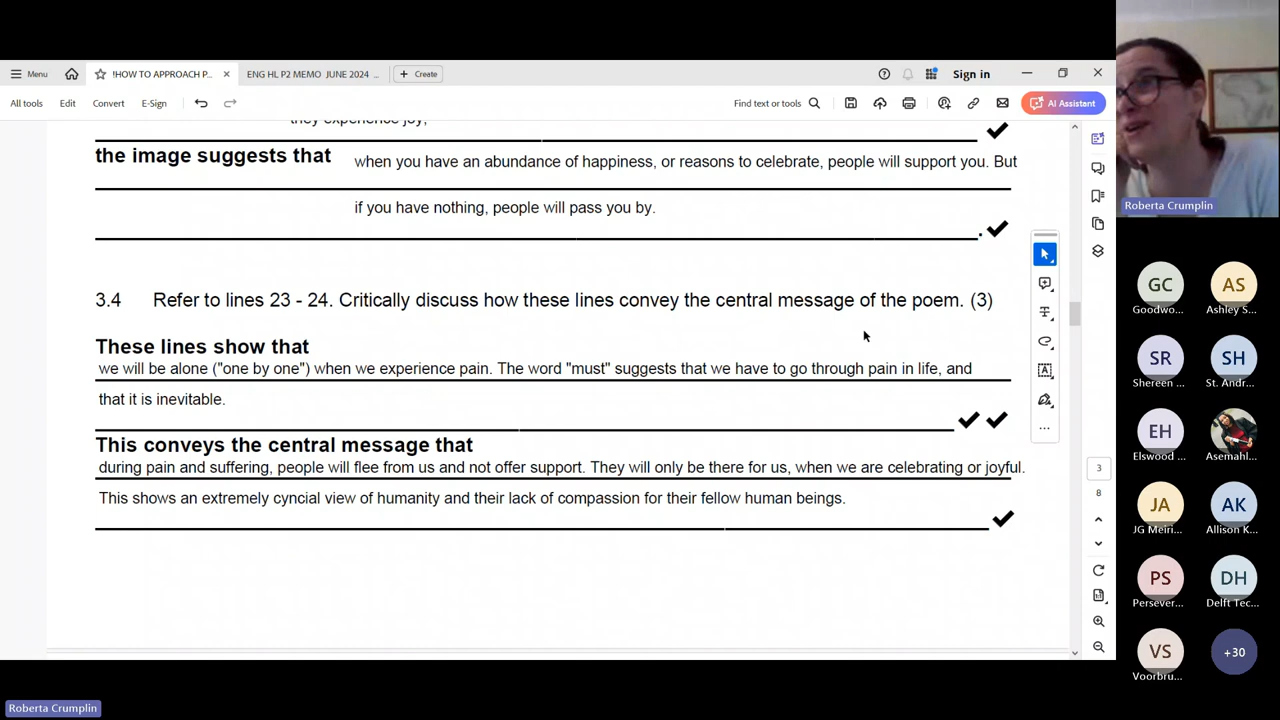 Menu
!HOW TO APPROACH P...
ENG HL P2 MEMO JUNE 2024 ...
Create
Sign in
All tools
Edit
Convert
E-Sign
Find text or tools
AI Assistant
they experience joy,
the image suggests that when you have an abundance of happiness, or reasons to celebrate, people will support you. But
if you have nothing, people will pass you by.
.
3.4 Refer to lines 23 - 24. Critically discuss how these lines convey the central message of the poem. (3)
These lines show that
we will be alone ("one by one") when we experience pain. The word "must" suggests that we have to go through pain in life, and
that it is inevitable.
This conveys the central message that
during pain and suffering, people will flee from us and not offer support. They will only be there for us, when we are celebrating or joyful.
This shows an extremely cyncial view of humanity and their lack of compassion for their fellow human beings.
3
8
Roberta Crumplin
GC
AS
Goodwo...
Ashley S...
SR
SH
Shereen ...
St. Andr...
EH
Elswood ...
Asemahl...
JA
AK
JG Meiri...
Allison K...
PS
DH
Persever...
Delft Tec...
VS
+30
Voorbru...
Roberta Crumplin